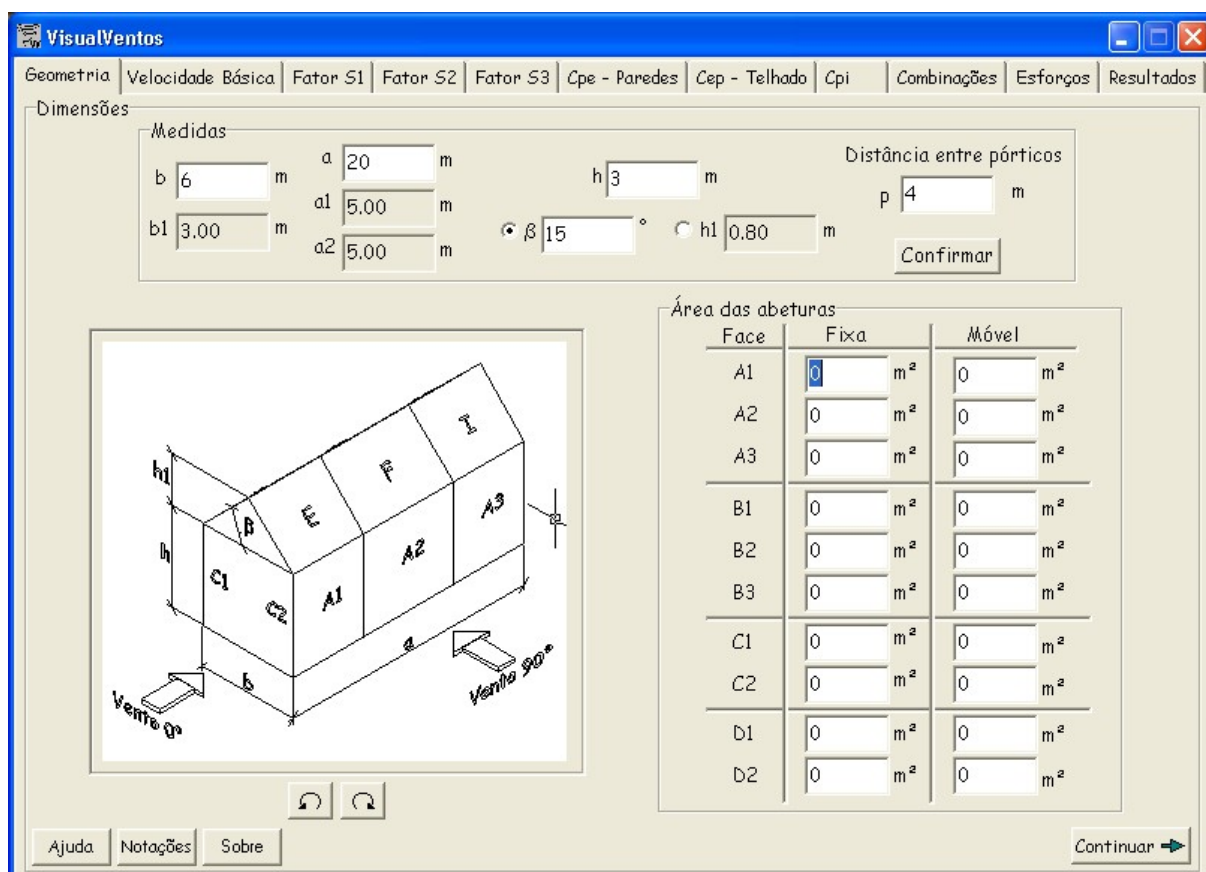 VisualVentos
Geometria Velocidade Básica Fator S1 Fator S2 Fator S3 Cpe - Paredes Cep - Telhado Cpi Combinações Esforços Resultados
Dimensões
Medidas
b 6 m a 20 m h 3 m Distância entre pórticos
p 4 m
b1 3.00 m a1 5.00 m β 15 ° h1 0.80 m
a2 5.00 m Confirmar
Área das abeturas
Face Fixa Móvel
A1 0 m² 0 m²
A2 0 m² 0 m²
A3 0 m² 0 m²
B1 0 m² 0 m²
B2 0 m² 0 m²
B3 0 m² 0 m²
C1 0 m² 0 m²
C2 0 m² 0 m²
D1 0 m² 0 m²
D2 0 m² 0 m²
h1
h
β
E
F
I
C1
C2
A1
A2
A3
b
a
Vento 0°
Vento 90°
Ajuda Notações Sobre Continuar